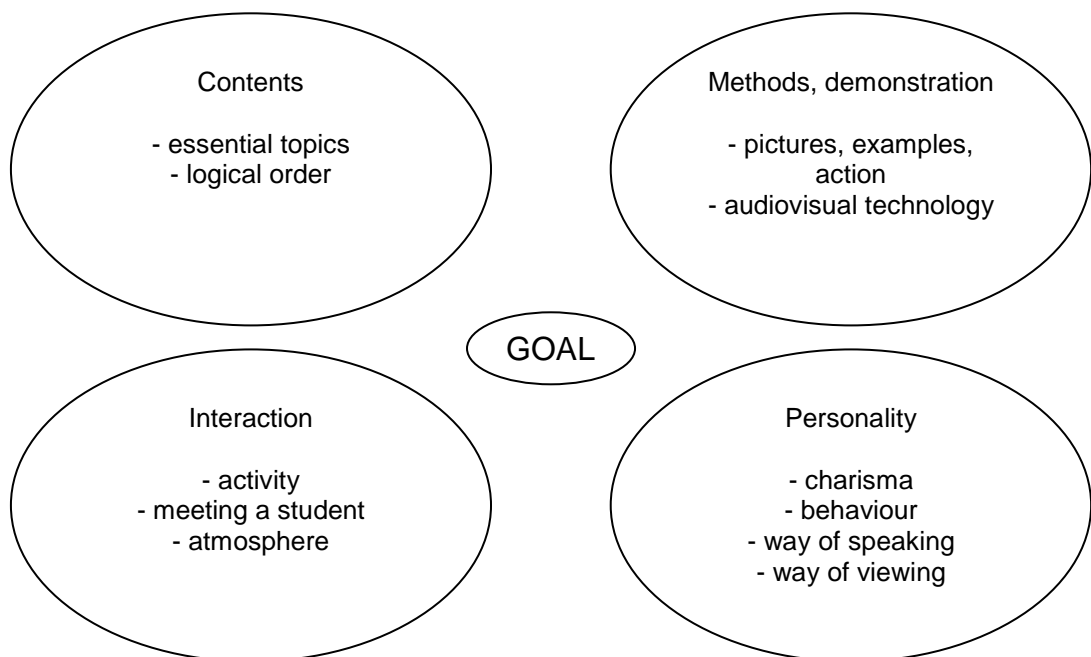 Contents
- essential topics
- logical order
Methods, demonstration
- pictures, examples,
action
- audiovisual technology
GOAL
Interaction
- activity
- meeting a student
- atmosphere
Personality
- charisma
- behaviour
- way of speaking
- way of viewing